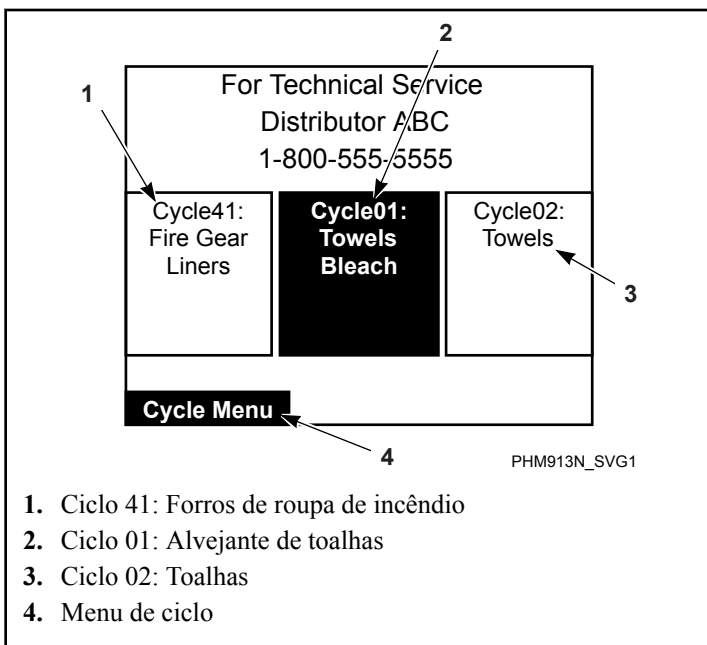 2
1
For Technical Service
Distributor ABC
1-800-555-5555
Cycle41:
Fire Gear
Liners
Cycle01:
Towels
Bleach
Cycle02:
Towels
3
Cycle Menu
4
PHM913N_SVG1
1. Ciclo 41: Forros de roupa de incêndio
2. Ciclo 01: Alvejante de toalhas
3. Ciclo 02: Toalhas
4. Menu de ciclo